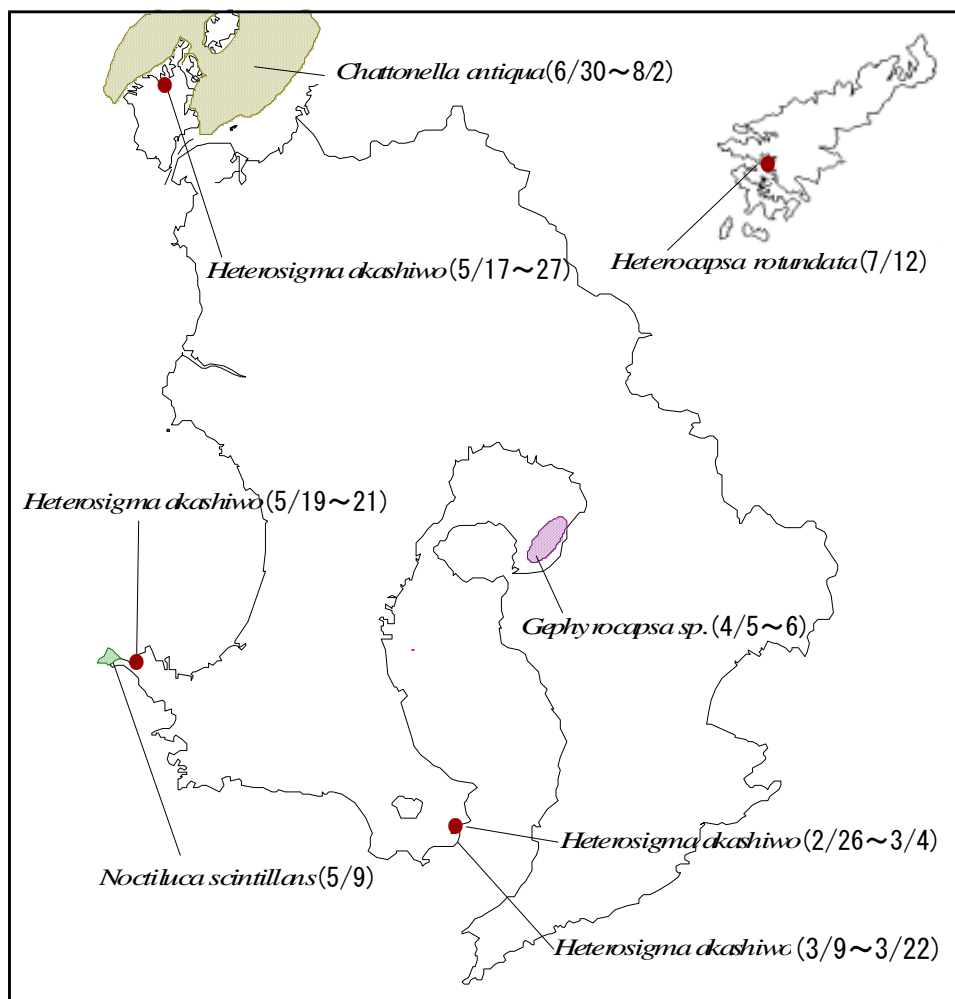 Chattonella antiqua(6/30～8/2)
Heterosigma akashiwo(5/17～27)
Heterocapsa rotundata(7/12)
Heterosigma akashiwo(5/19～21)
Gephyrocapsa sp.(4/5～6)
Heterosigma akashiwo(2/26～3/4)
Noctiluca scintillans(5/9)
Heterosigma akashiwo(3/9～3/22)